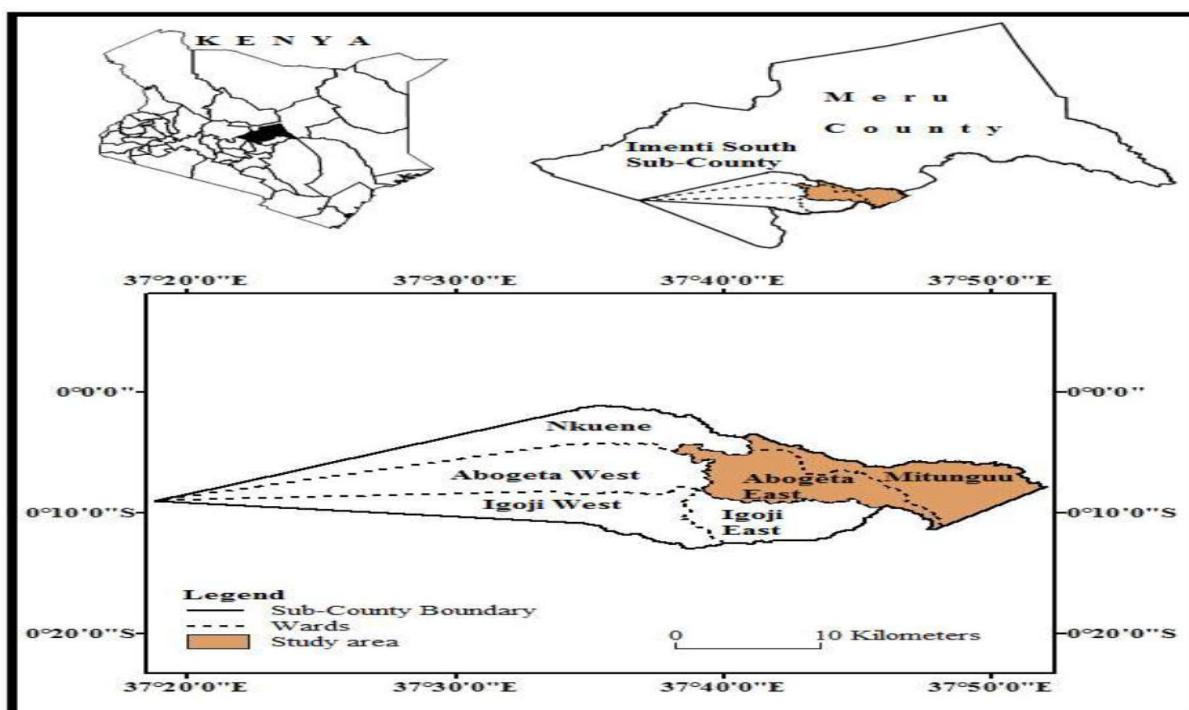 K E N Y A
M e r u
C o u n t y
Imenti South
Sub-County
37°20'0"E 37°30'0"E 37°40'0"E 37°50'0"E
0°0'0" 0°0'0"
Nkuene
Abogeta West
Abogeta
East
Mitunguu
Igoji West
Igoji
East
0°10'0"S 0°10'0"S
Legend
Sub-County Boundary
Wards
Study area
0 10 Kilometers
0°20'0"S 0°20'0"S
37°20'0"E 37°30'0"E 37°40'0"E 37°50'0"E